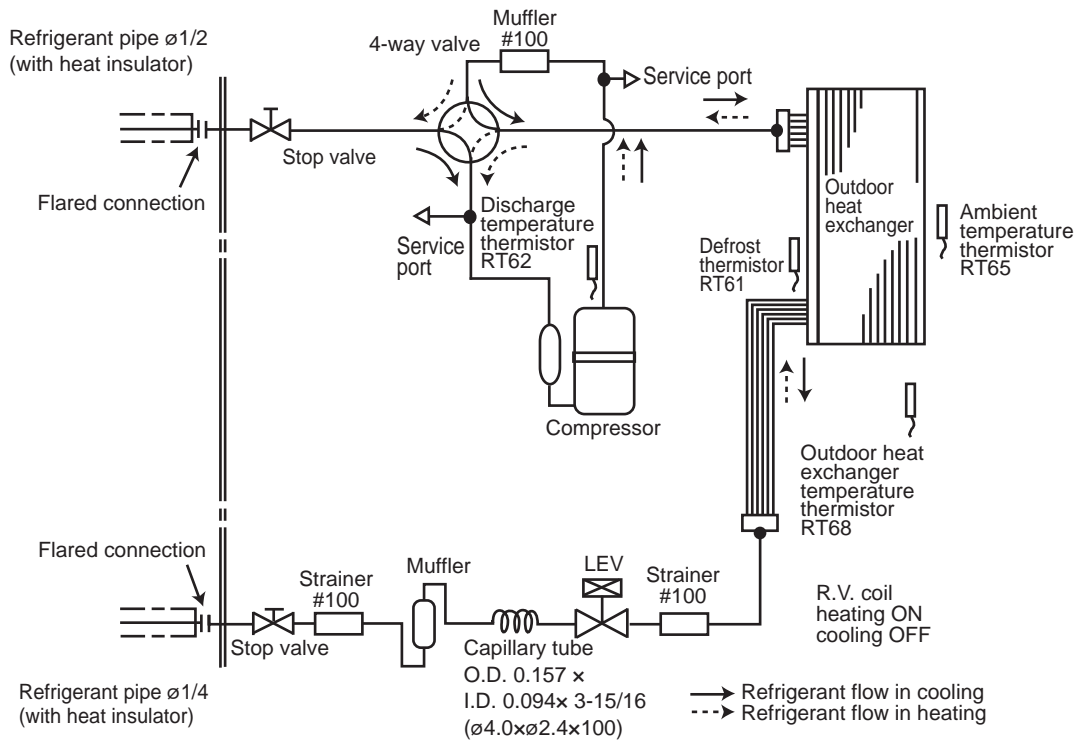 Refrigerant pipe ø1/2
(with heat insulator)
4-way valve
Muffler
#100
Service port
Stop valve
Flared connection
Service
port
Discharge
temperature
thermistor
RT62
Outdoor
heat
exchanger
Defrost
thermistor
RT61
Ambient
temperature
thermistor
RT65
Compressor
Outdoor heat
exchanger
temperature
thermistor
RT68
Flared connection
Strainer
#100
Muffler
LEV
Strainer
#100
R.V. coil
heating ON
cooling OFF
Stop valve
Capillary tube
O.D. 0.157 ×
I.D. 0.094× 3-15/16
(ø4.0×ø2.4×100)
Refrigerant pipe ø1/4
(with heat insulator)
Refrigerant flow in cooling
Refrigerant flow in heating